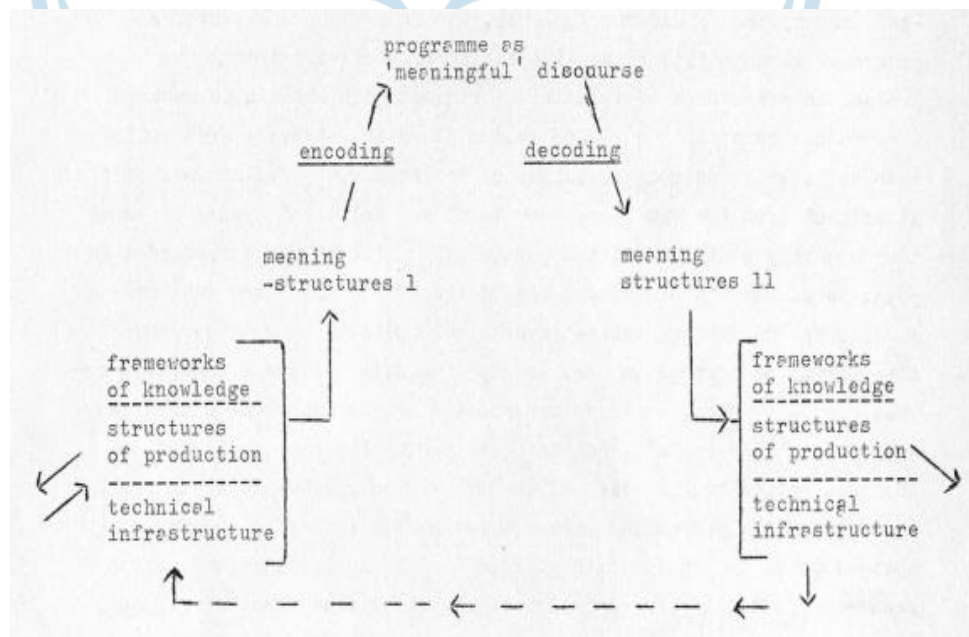 programme as
'meaningful' discourse
encoding
decoding
meaning
structures 1
meaning
structures 11
frameworks
of knowledge
structures
of production
technical
infrastructure
frameworks
of knowledge
structures
of production
technical
infrastructure